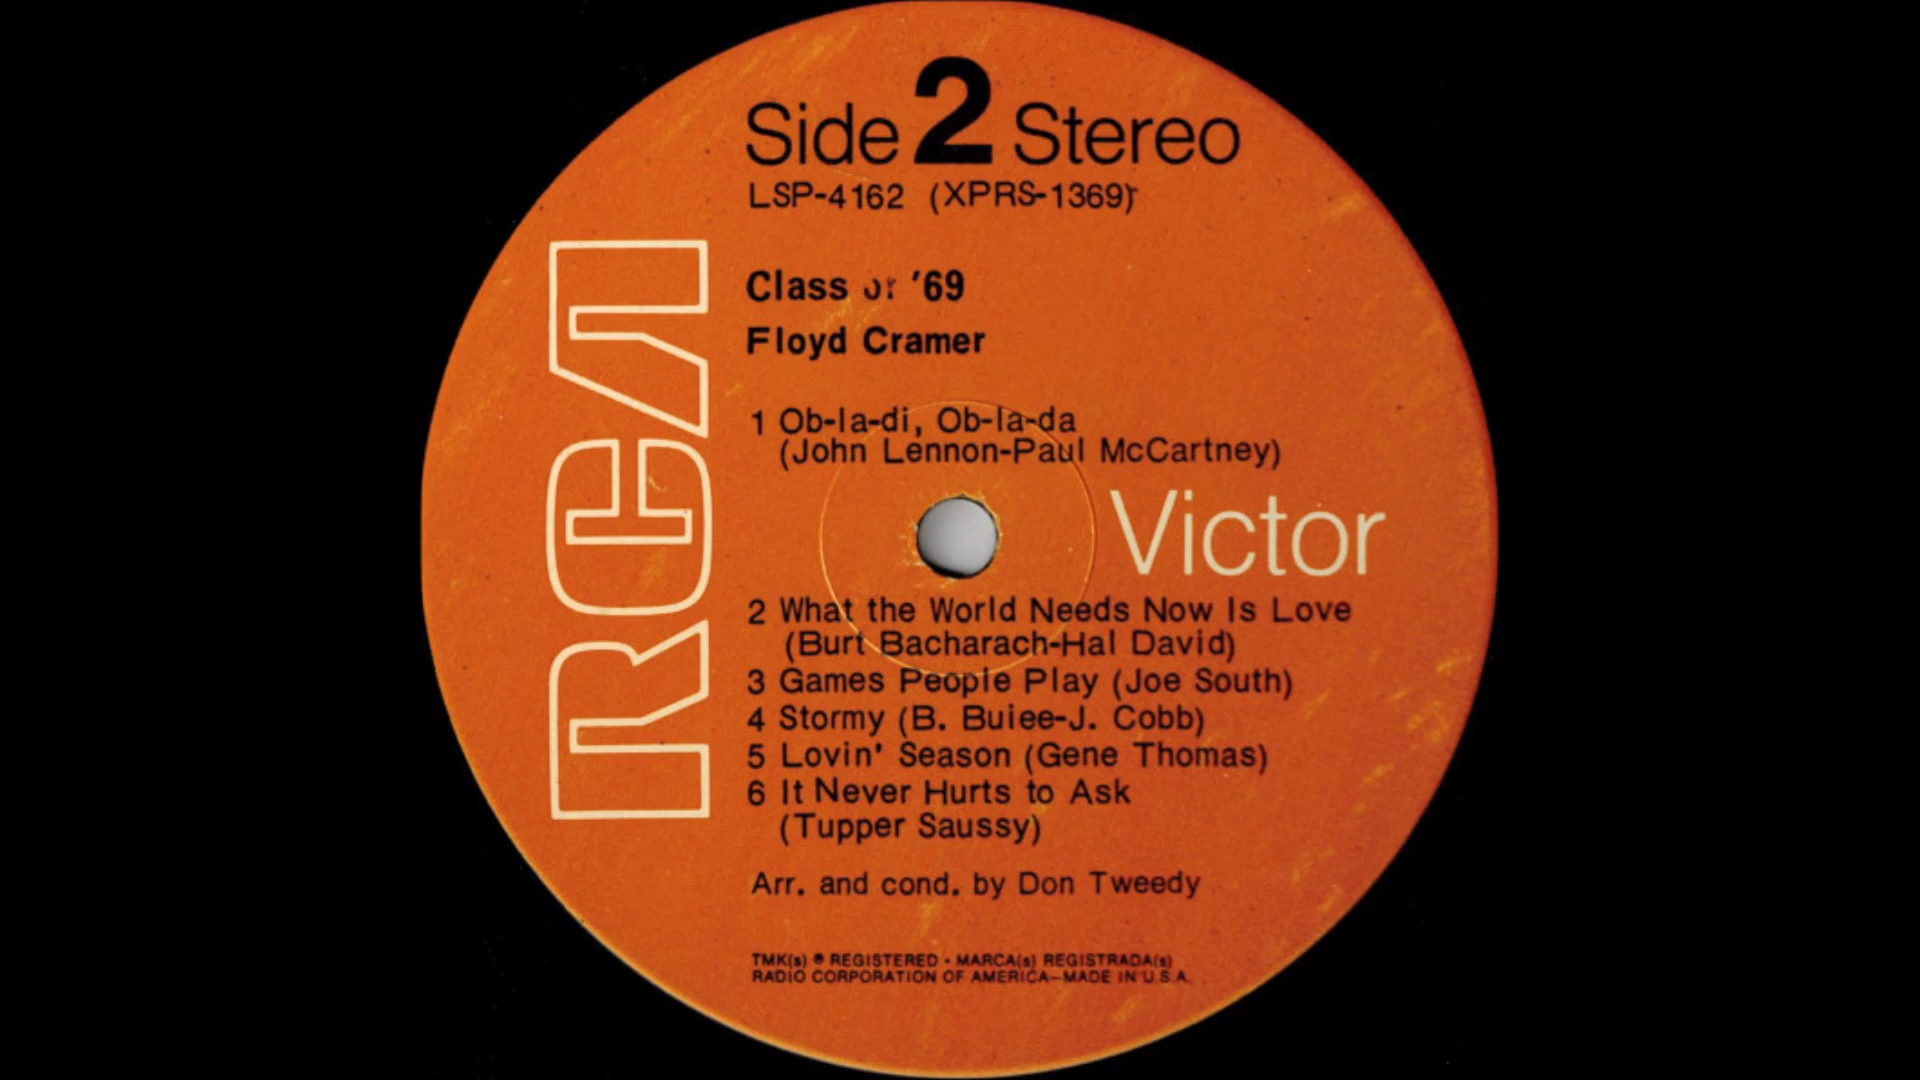 Side 2 Stereo
LSP-4162 (XPRS-1369)
Class of '69
Floyd Cramer
1 Ob-la-di, Ob-la-da
(John Lennon-Paul McCartney)
RCA
Victor
2 What the World Needs Now Is Love
(Burt Bacharach-Hal David)
3 Games People Play (Joe South)
4 Stormy (B. Buiee-J. Cobb)
5 Lovin' Season (Gene Thomas)
6 It Never Hurts to Ask
(Tupper Saussy)
Arr. and cond. by Don Tweedy
TMK(s) ® REGISTERED • MARCA(s) REGISTRADA(s)
RADIO CORPORATION OF AMERICA—MADE IN U.S.A.